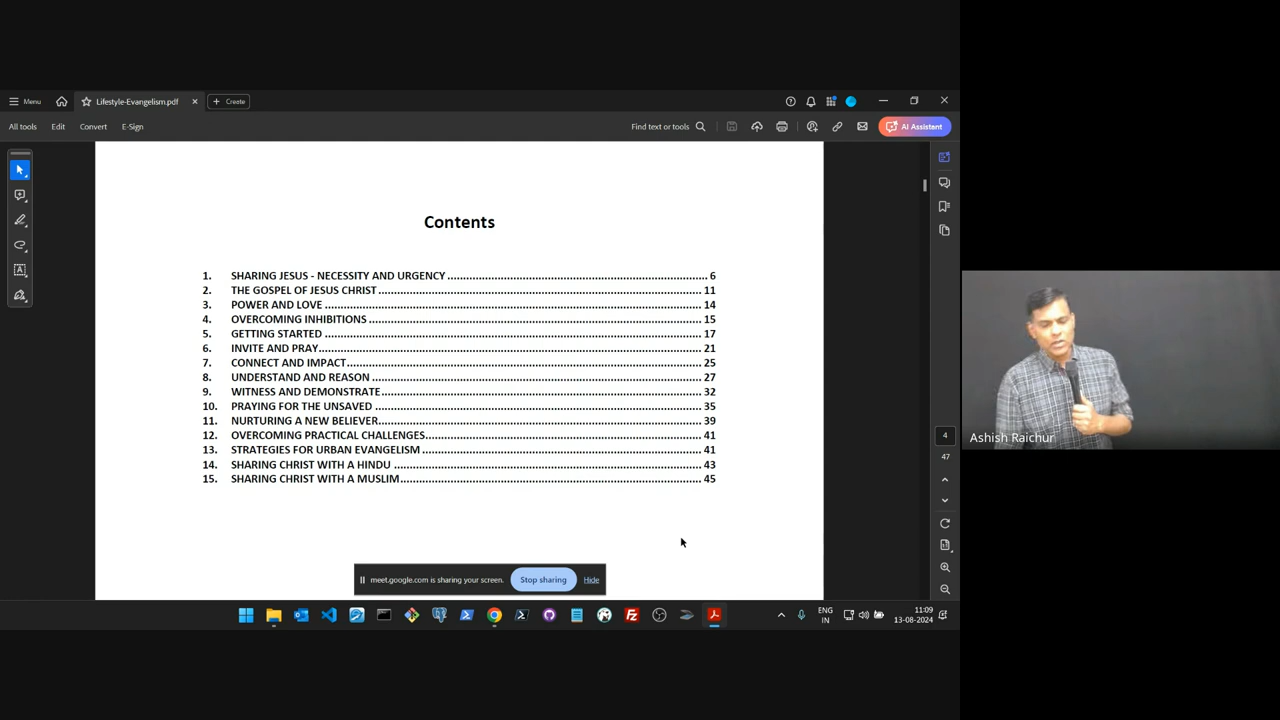 Menu
Lifestyle-Evangelism.pdf
Create
All tools
Edit
Convert
E-Sign
Find text or tools
AI Assistant
Contents
1. SHARING JESUS - NECESSITY AND URGENCY 6
2. THE GOSPEL OF JESUS CHRIST 11
3. POWER AND LOVE 14
4. OVERCOMING INHIBITIONS 15
5. GETTING STARTED 17
6. INVITE AND PRAY 21
7. CONNECT AND IMPACT 25
8. UNDERSTAND AND REASON 27
9. WITNESS AND DEMONSTRATE 32
10. PRAYING FOR THE UNSAVED 35
11. NURTURING A NEW BELIEVER 39
12. OVERCOMING PRACTICAL CHALLENGES 41
13. STRATEGIES FOR URBAN EVANGELISM 41
14. SHARING CHRIST WITH A HINDU 43
15. SHARING CHRIST WITH A MUSLIM 45
4
47
Ashish Raichur
meet.google.com is sharing your screen.
Stop sharing
Hide
ENG
IN
11:09
13-08-2024